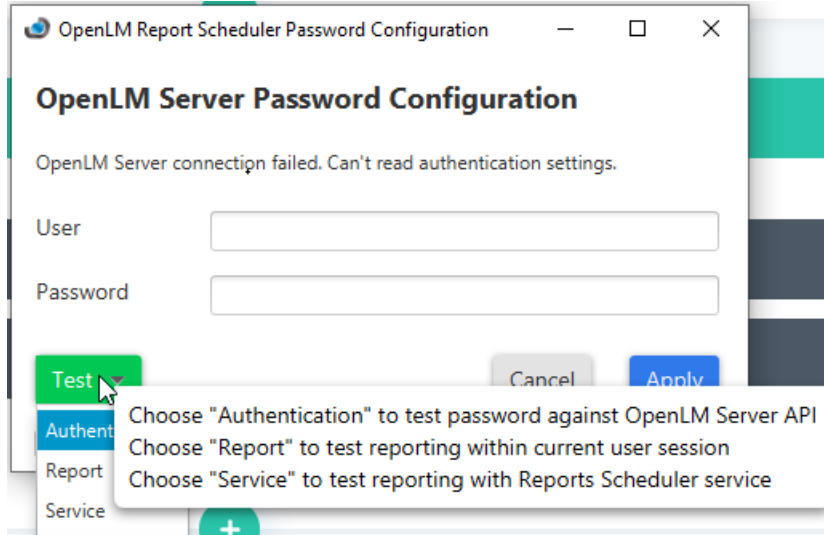 OpenLM Report Scheduler Password Configuration
OpenLM Server Password Configuration
OpenLM Server connection failed. Can't read authentication settings.
User
Password
Test
Cancel
Apply
Authent
Report
Service
Choose "Authentication" to test password against OpenLM Server API
Choose "Report" to test reporting within current user session
Choose "Service" to test reporting with Reports Scheduler service
+